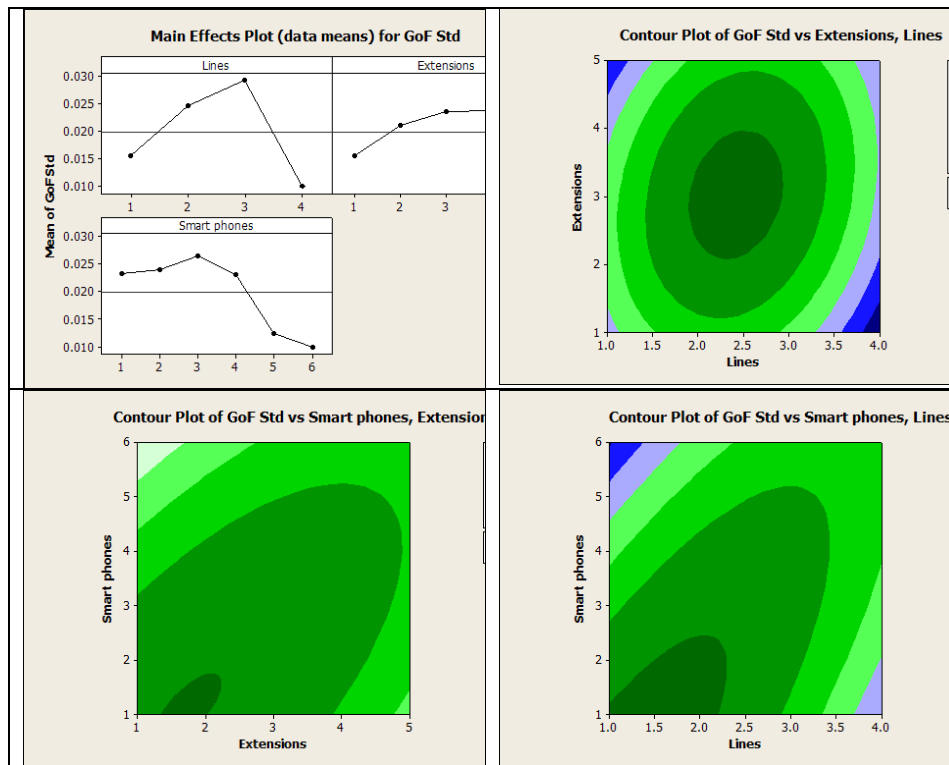 Main Effects Plot (data means) for GoF Std
Lines
Extensions
0.030
0.025
0.020
0.015
0.010
1 2 3 4
1 2 3
Smart phones
0.030
0.025
0.020
0.015
0.010
1 2 3 4 5 6
Mean of GoF Std
Contour Plot of GoF Std vs Extensions, Lines
5
4
3
2
1
1.0 1.5 2.0 2.5 3.0 3.5 4.0
Extensions
Lines
Contour Plot of GoF Std vs Smart phones, Extension
6
5
4
3
2
1
1 2 3 4 5
Smart phones
Extensions
Contour Plot of GoF Std vs Smart phones, Lines
6
5
4
3
2
1
1.0 1.5 2.0 2.5 3.0 3.5 4.0
Smart phones
Lines